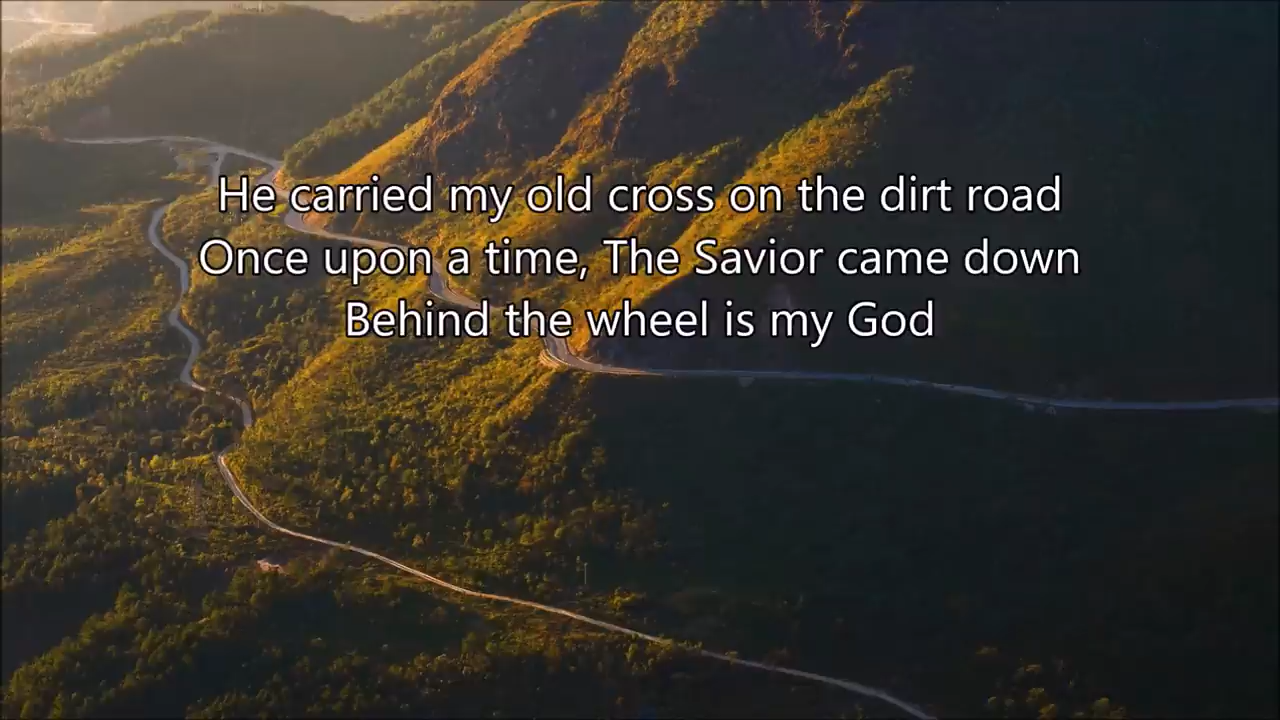 He carried my old cross on the dirt road
Once upon a time, The Savior came down
Behind the wheel is my God